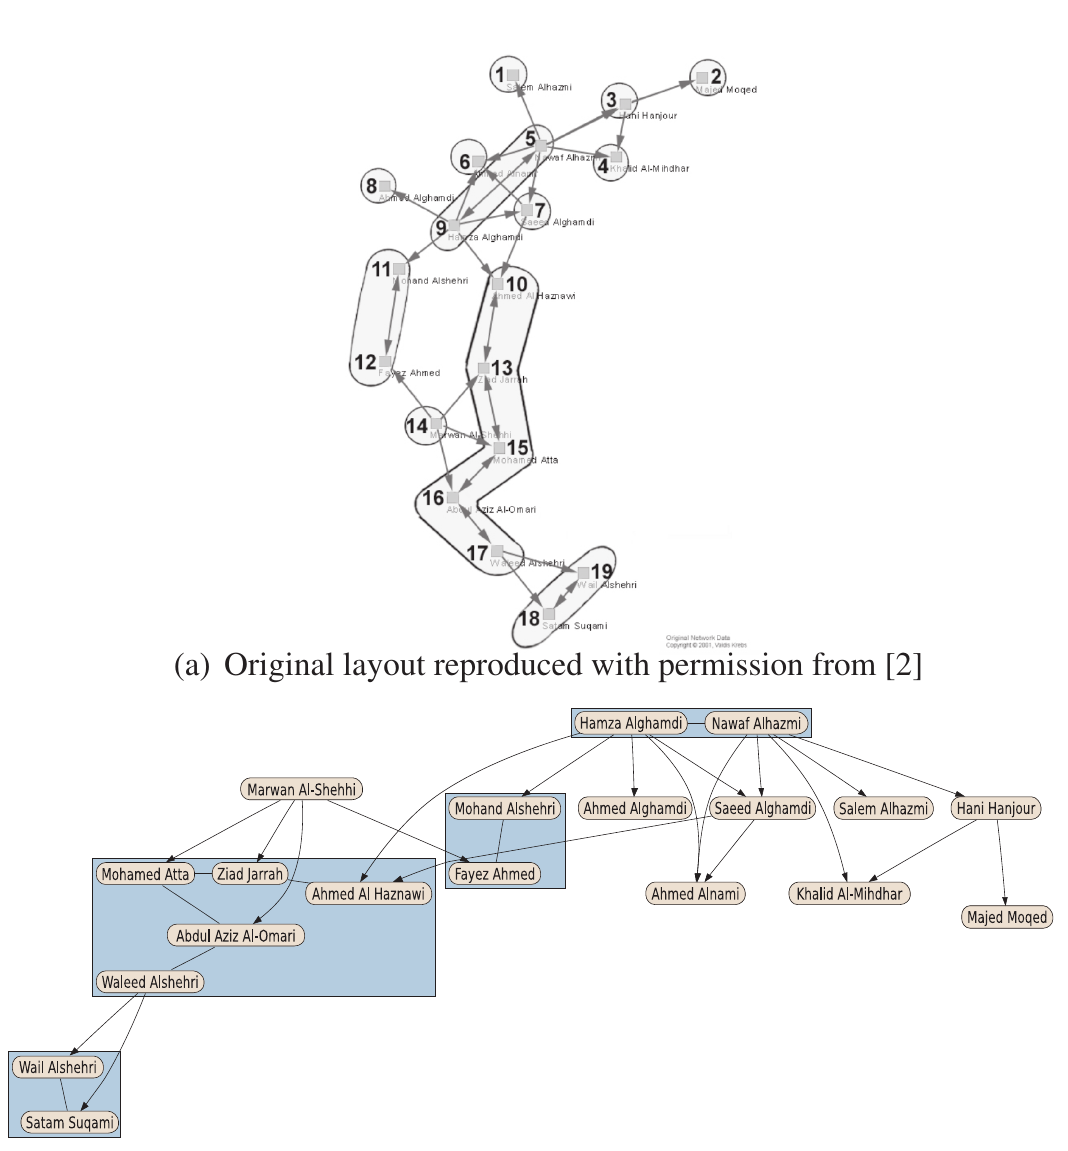 1
Salem Alhazmi
2
Majed Moqed
3
Hani Hanjour
5
Nawaf Alhazmi
4
Khalid Al-Mihdhar
6
Ahmed Alnami
8
Ahmed Alghamdi
7
Saeed Alghamdi
9
Hamza Alghamdi
11
Mohand Alshehri
10
Ahmed Al Haznawi
12
Fayez Ahmed
13
Ziad Jarrah
14
Marwan Al-Shehhi
15
Mohamed Atta
16
Abdul Aziz Al-Omari
17
Waleed Alshehri
19
Wail Alshehri
18
Satam Suqami
Original Network Data
Copyright © 2001, Valdis Krebs
(a) Original layout reproduced with permission from [2]
Hamza Alghamdi
Nawaf Alhazmi
Marwan Al-Shehhi
Mohand Alshehri
Ahmed Alghamdi
Saeed Alghamdi
Salem Alhazmi
Hani Hanjour
Mohamed Atta
Ziad Jarrah
Ahmed Al Haznawi
Fayez Ahmed
Ahmed Alnami
Khalid Al-Mihdhar
Majed Moqed
Abdul Aziz Al-Omari
Waleed Alshehri
Wail Alshehri
Satam Suqami